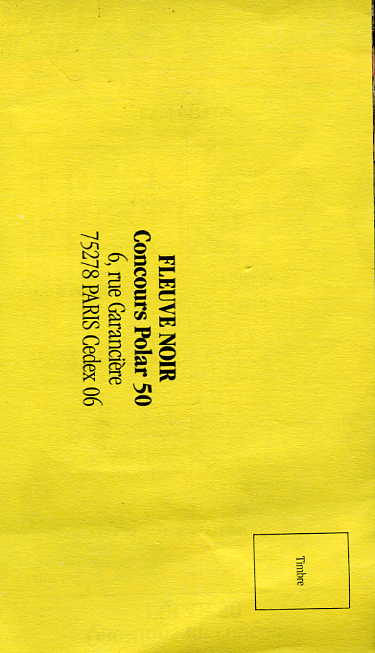 FLEUVE NOIR
Concours Polar 50
6, rue Garancière
75278 PARIS Cedex 06
Timbre